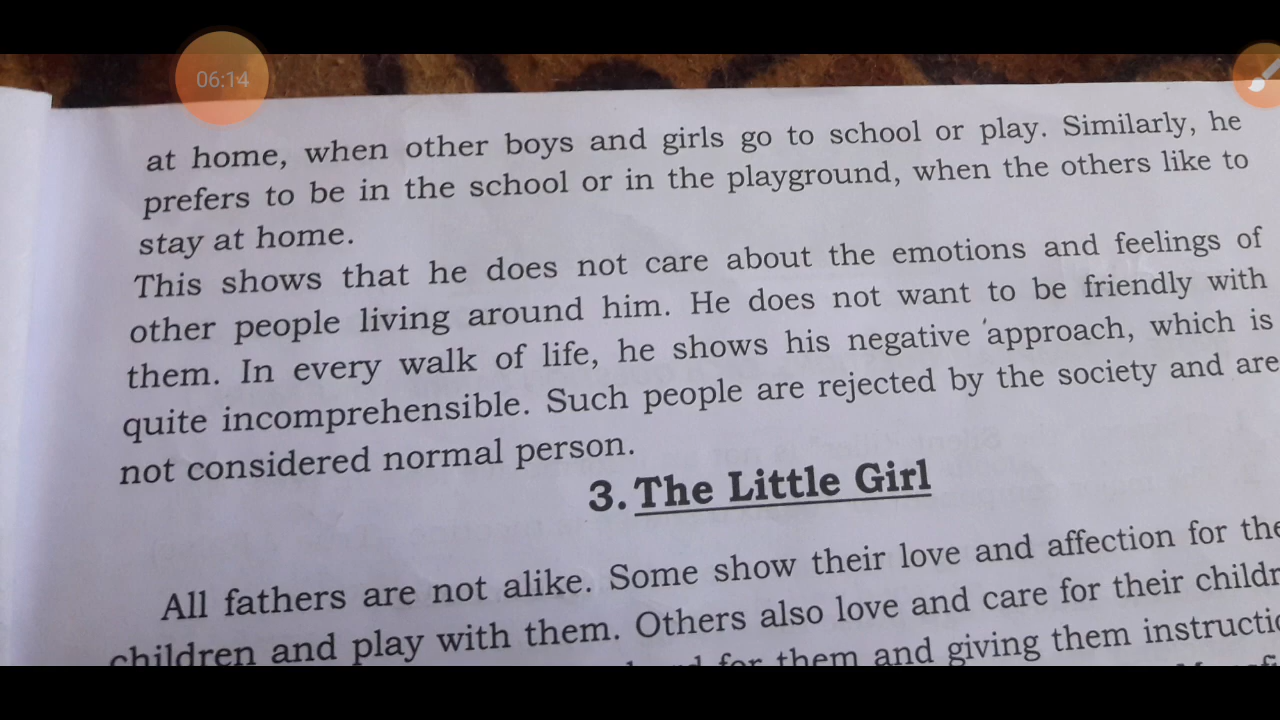 06:14
at home, when other boys and girls go to school or play. Similarly, he
prefers to be in the school or in the playground, when the others like to
stay at home.
This shows that he does not care about the emotions and feelings of
other people living around him. He does not want to be friendly with
them. In every walk of life, he shows his negative approach, which is
quite incomprehensible. Such people are rejected by the society and are
not considered normal person.
3. The Little Girl
All fathers are not alike. Some show their love and affection for the
children and play with them. Others also love and care for their childr
for them and giving them instructi